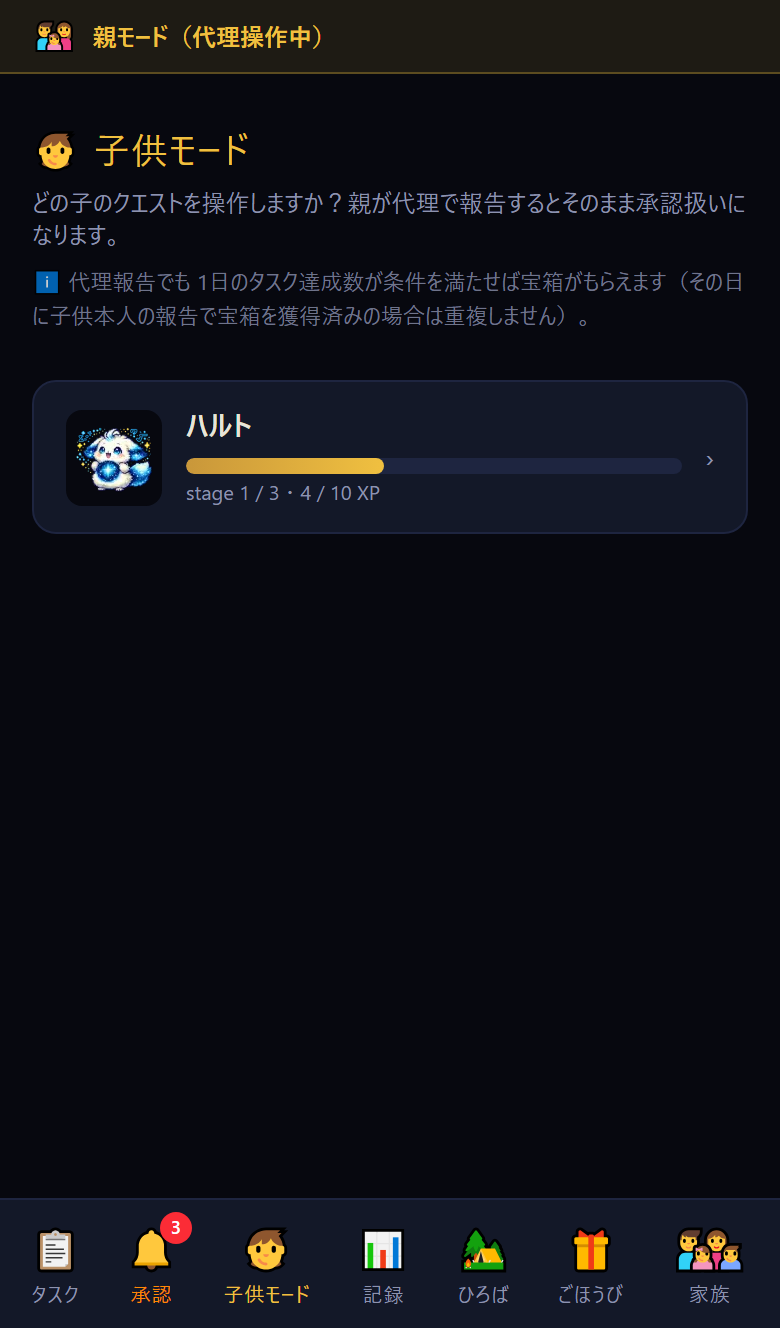 親モード（代理操作中）
子供モード
どの子のクエストを操作しますか？親が代理で報告するとそのまま承認扱いに
なります。
i 代理報告でも 1日のタスク達成数が条件を満たせば宝箱がもらえます（その日
に子供本人の報告で宝箱を獲得済みの場合は重複しません）。
ハルト
stage 1 / 3・4 / 10 XP
3
タスク 承認 子供モード 記録 ひろば ごほうび 家族